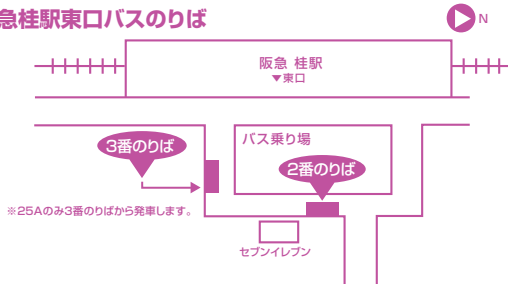 急桂駅東口バスのりば
N
阪急 桂駅
▼東口
3番のりば
バス乗り場
2番のりば
※25Aのみ3番のりばから発車します。
セブンイレブン